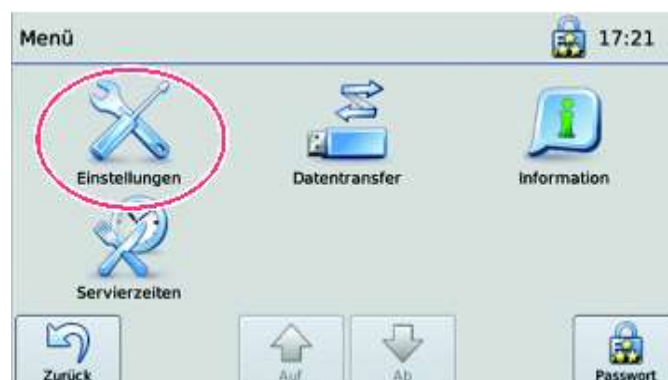 Menü 17:21
Einstellungen Datentransfer Information
Servierzeiten
Zurück Auf Ab Passwort